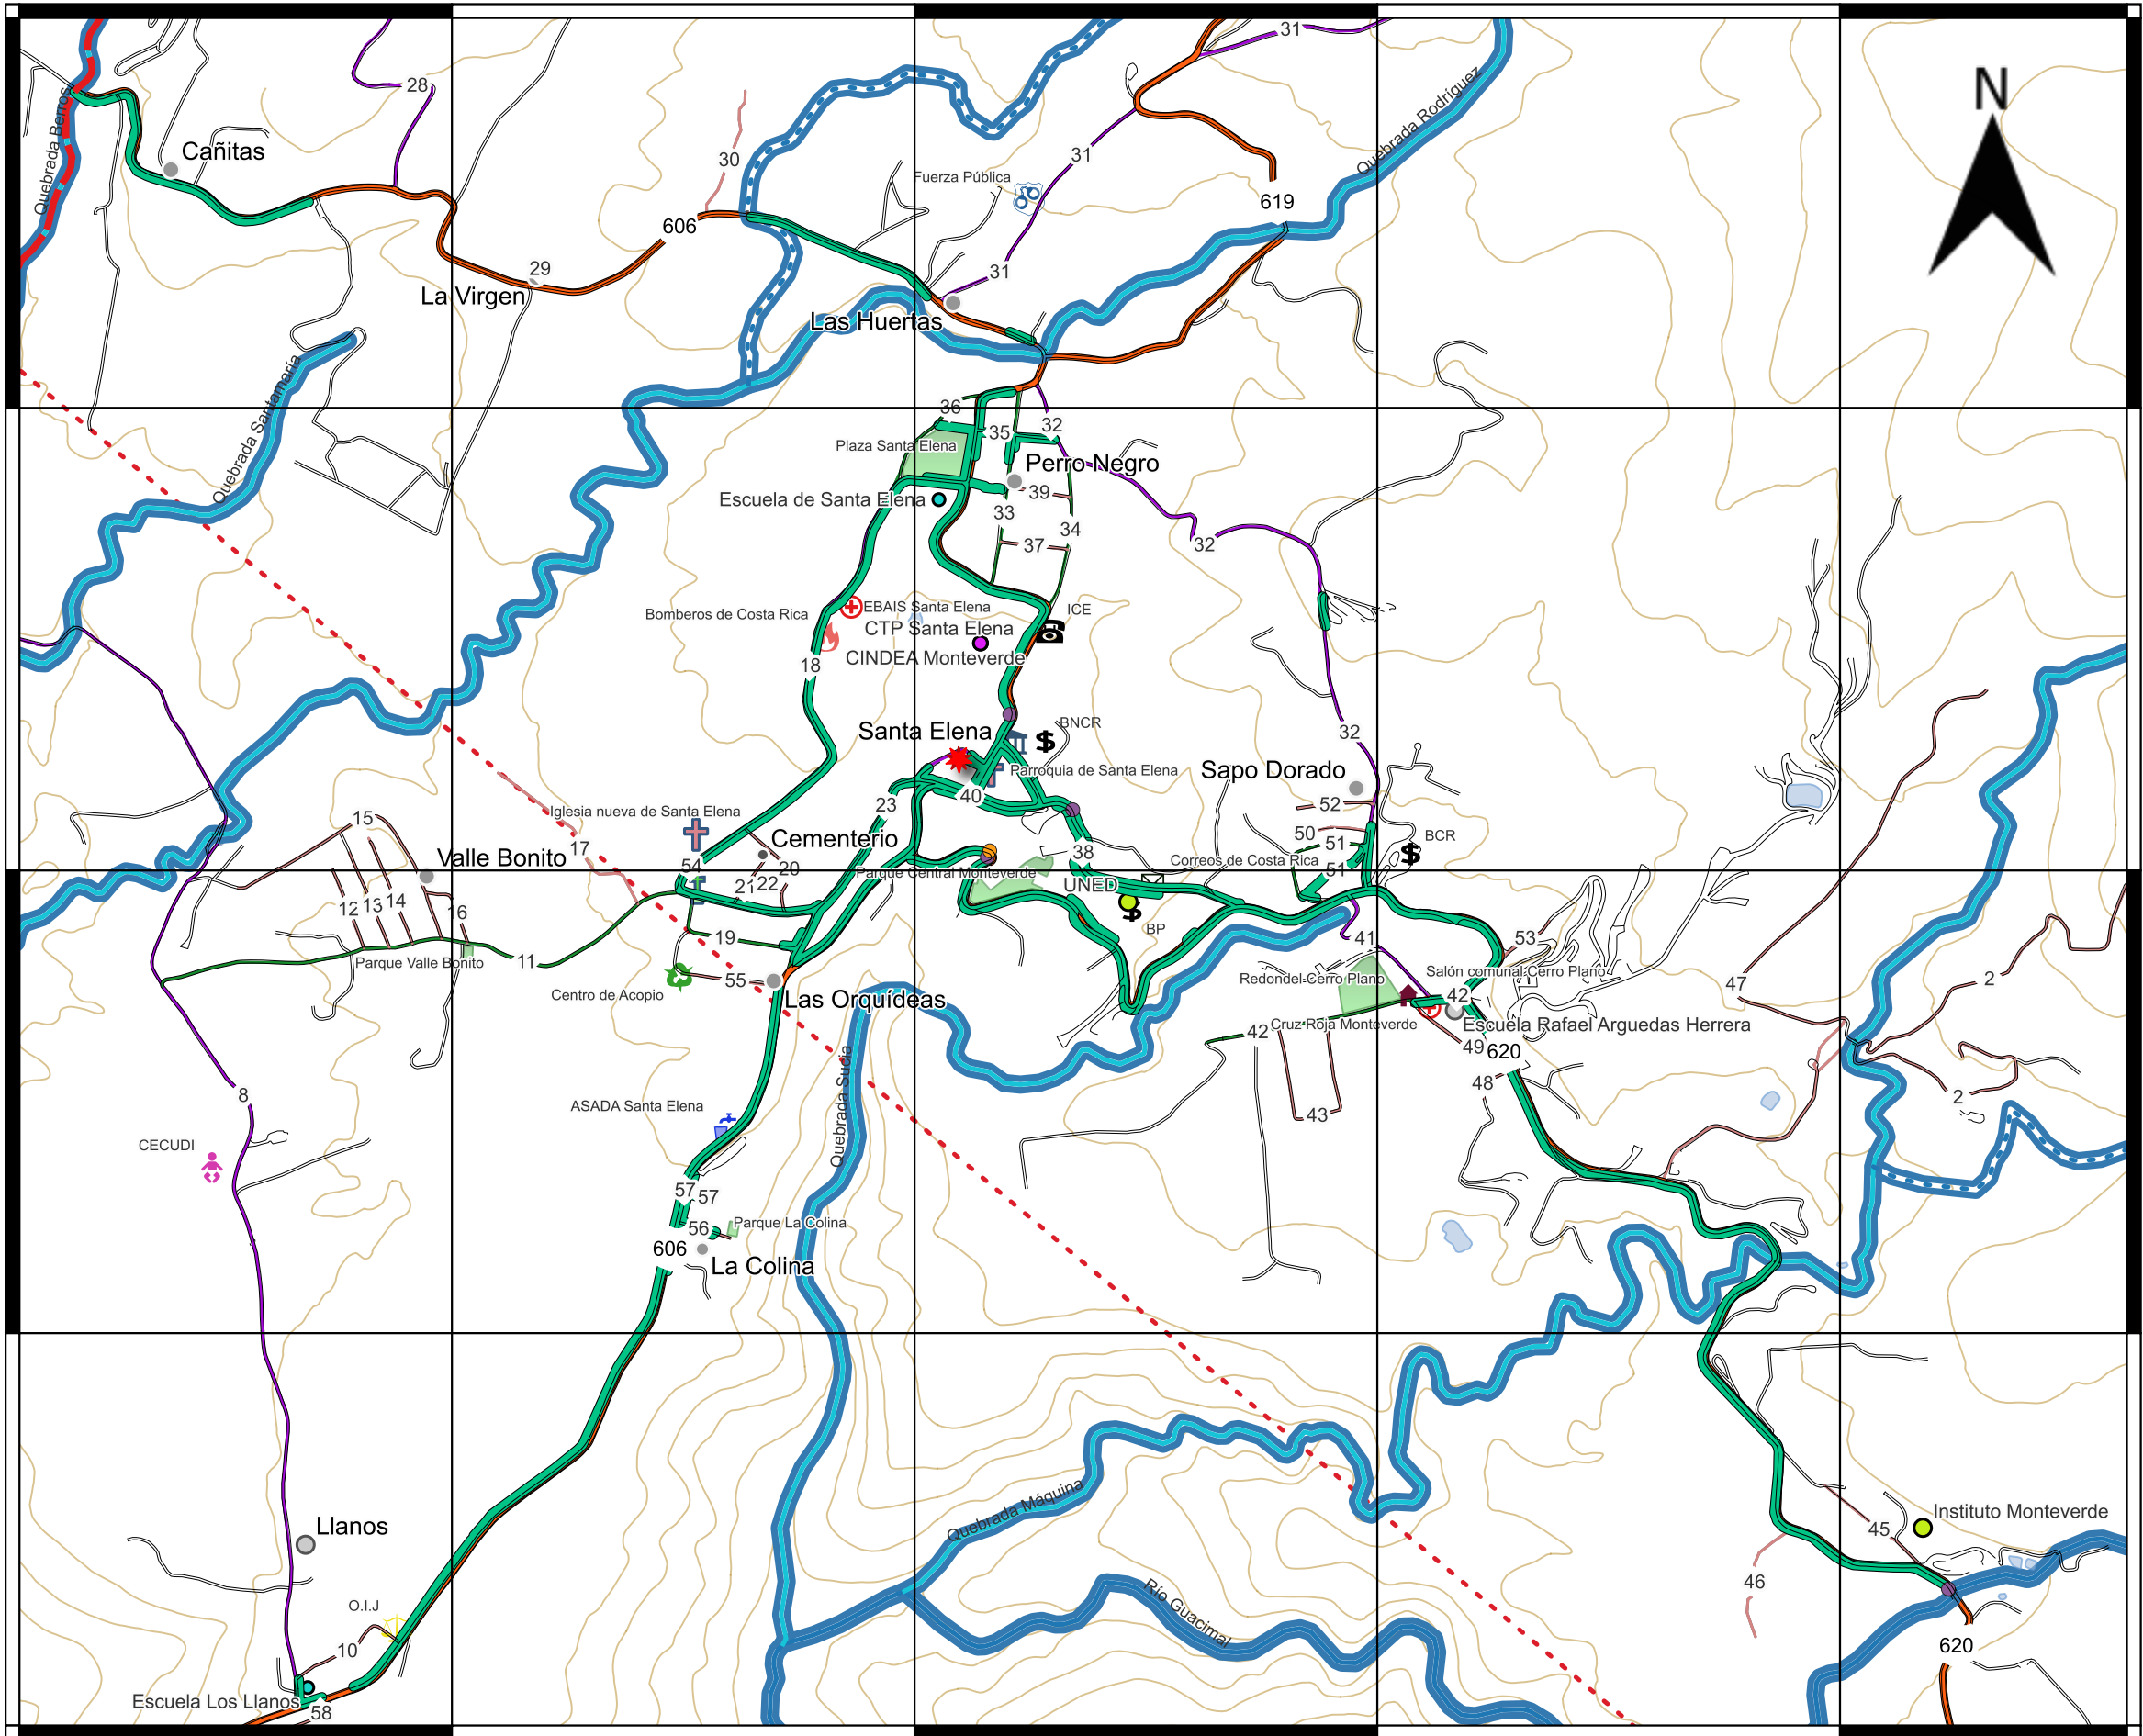 31
28
N
Quebrada Berros
Cañitas
30
31
Quebrada Rodríguez
Fuerza Pública
619
606
29
31
La Virgen
Las Huertas
Quebrada Santamaría
36
32
35
Plaza Santa Elena
Perro Negro
Escuela de Santa Elena
39
33
34
37
32
EBAIS Santa Elena
ICE
Bomberos de Costa Rica
CTP Santa Elena
CINDEA Monteverde
18
BNCR
Santa Elena
32
Parroquia de Santa Elena
Sapo Dorado
40
23
52
Iglesia nueva de Santa Elena
15
50
BCR
Cementerio
51
17
38
Valle Bonito
Correos de Costa Rica
54
20
Parque Central Monteverde
51
21
22
UNED
12
13
14
16
BP
19
41
53
Parque Valle Bonito
11
Salón comunal Cerro Plano
55
Redondel Cerro Plano
47
2
Centro de Acopio
Las Orquídeas
42
42
Cruz Roja Monteverde
Escuela Rafael Arguedas Herrera
49
620
Quebrada Sucia
48
8
2
ASADA Santa Elena
43
CECUDI
57
57
56
Parque La Colina
606
La Colina
Quebrada Máquina
Instituto Monteverde
Llanos
45
46
O.I.J
Río Guacimal
10
620
Escuela Los Llanos
58